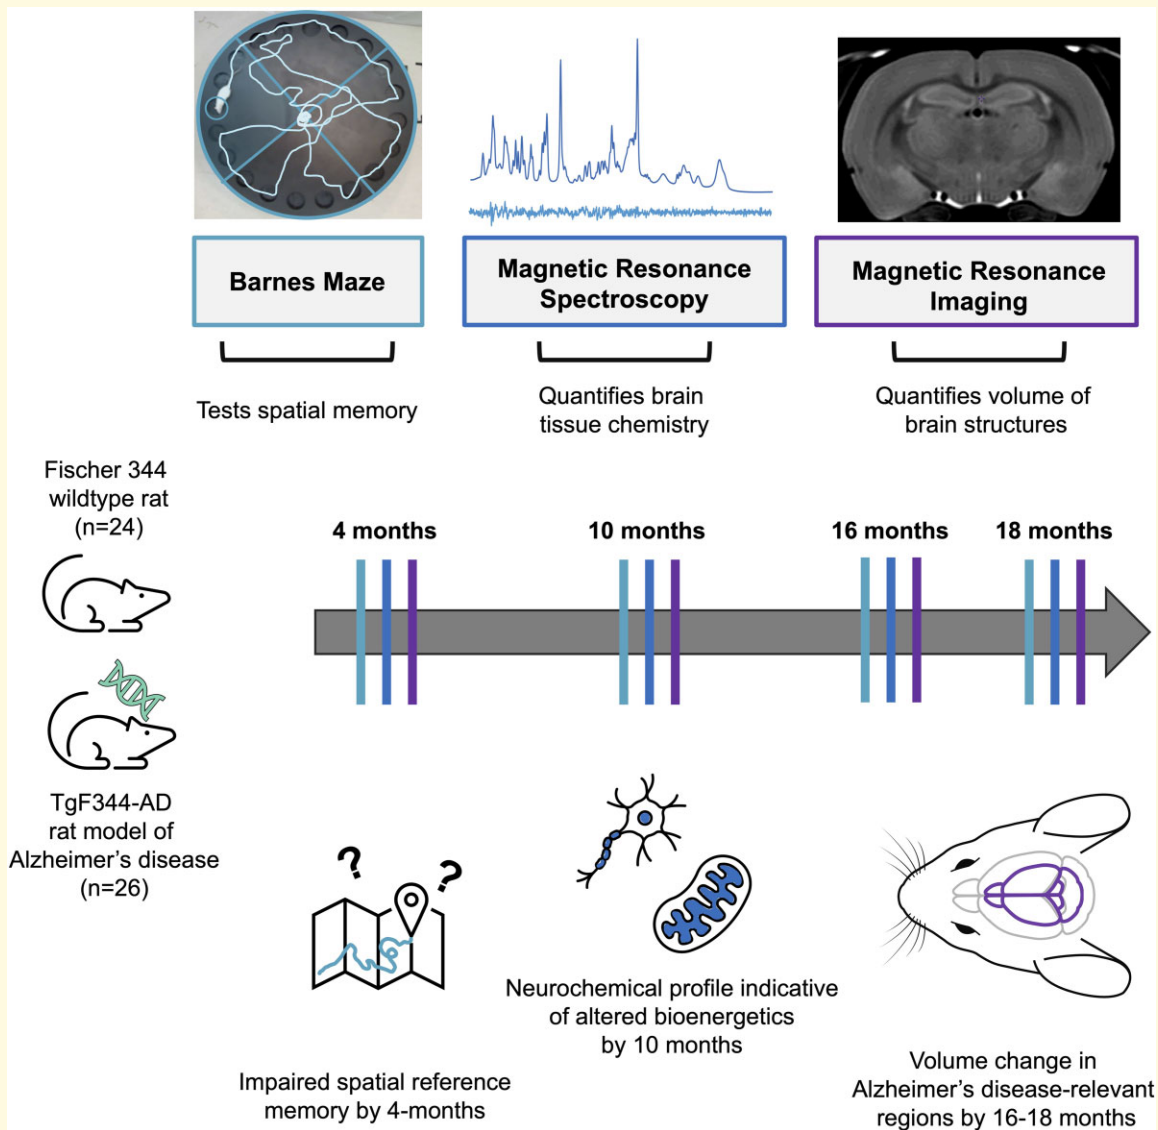 Barnes Maze
Magnetic Resonance
Spectroscopy
Magnetic Resonance
Imaging
Tests spatial memory
Quantifies brain
tissue chemistry
Quantifies volume of
brain structures
Fischer 344
wildtype rat
(n=24)
4 months
10 months
16 months
18 months
TgF344-AD
rat model of
Alzheimer's disease
(n=26)
? ?
Impaired spatial reference
memory by 4-months
Neurochemical profile indicative
of altered bioenergetics
by 10 months
Volume change in
Alzheimer's disease-relevant
regions by 16-18 months